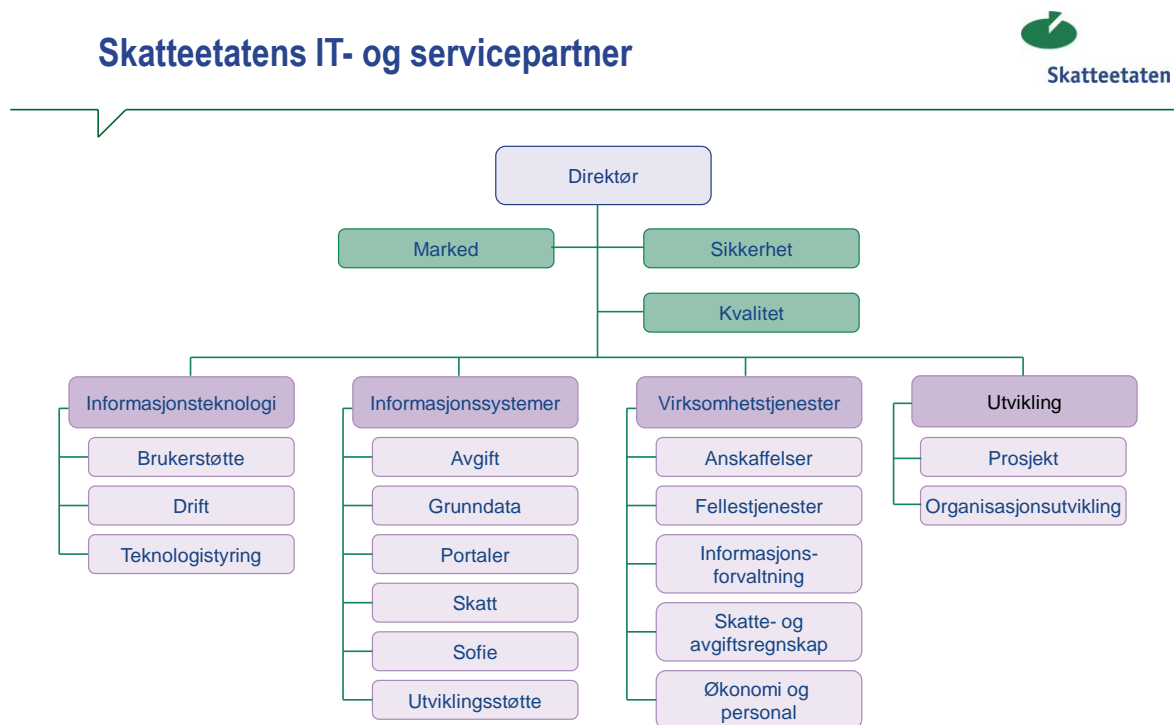 Skatteetatens IT- og servicepartner
Skatteetaten
Direktør
Marked
Sikkerhet
Kvalitet
Informasjonsteknologi
Brukerstøtte
Drift
Teknologistyring
Informasjonssystemer
Avgift
Grunndata
Portaler
Skatt
Sofie
Utviklingsstøtte
Virksomhetstjenester
Anskaffelser
Fellestjenester
Informasjons-
forvaltning
Skatte- og
avgiftsregnskap
Økonomi og
personal
Utvikling
Prosjekt
Organisasjonsutvikling